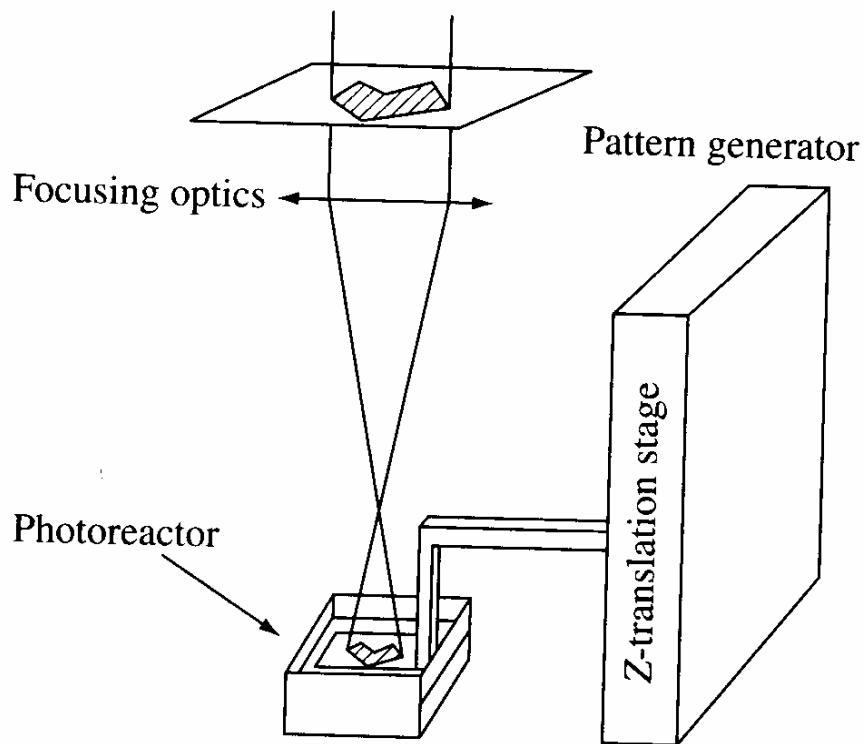 Pattern generator
Focusing optics
Photoreactor
Z-translation stage